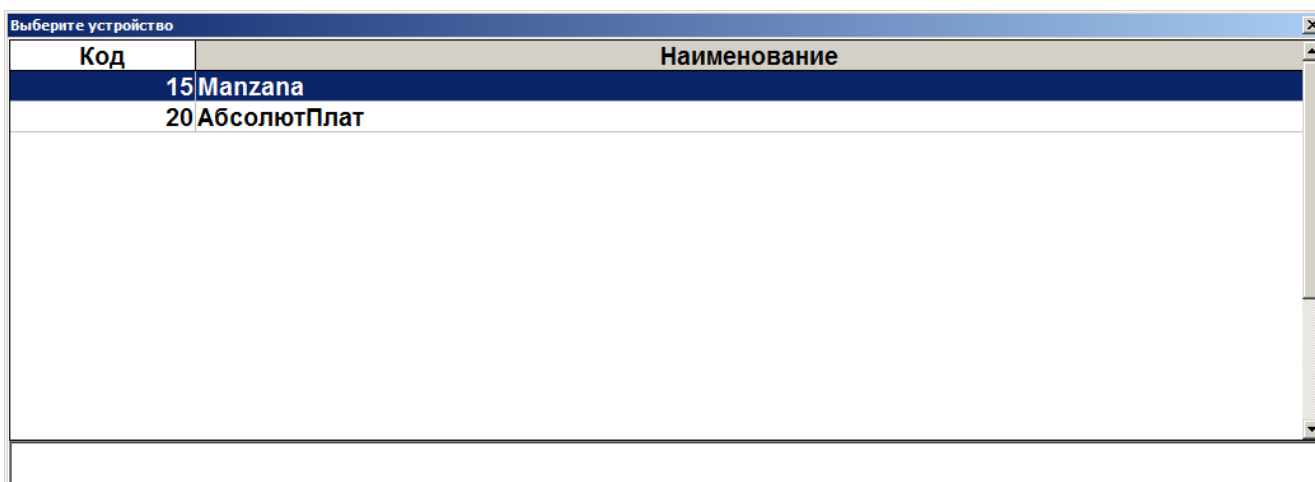 Выберите устройство
Код Наименование
15 Manzana
20 АбсолютПлат